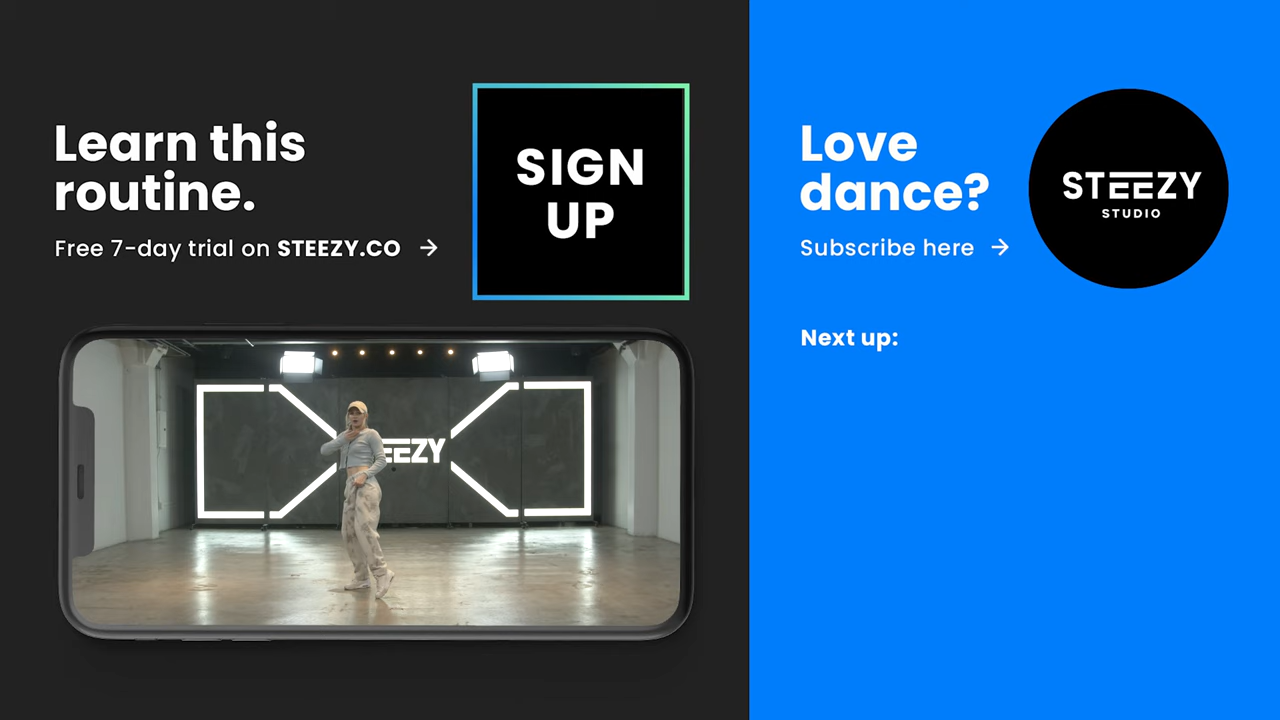 Learn this
routine.
Free 7-day trial on STEEZY.CO
SIGN
UP
Love
dance?
Subscribe here
STEEZY
STUDIO
Next up:
EEZY